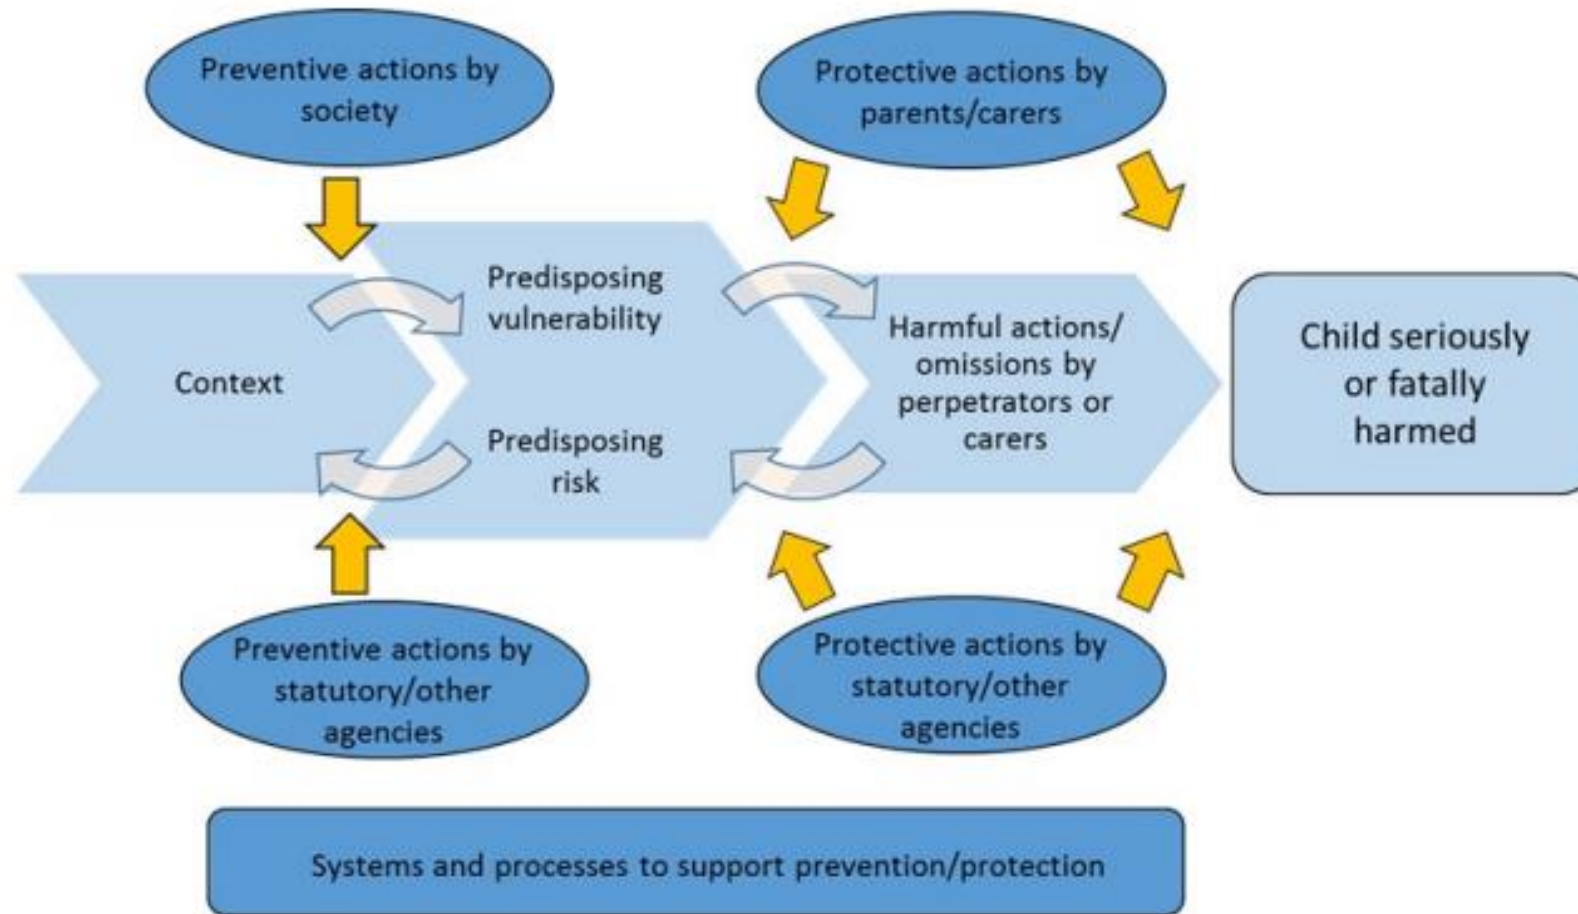 Preventive actions by
society
Protective actions by
parents/carers
Context
Predisposing
vulnerability
Predisposing
risk
Harmful actions/
omissions by
perpetrators or
carers
Child seriously
or fatally
harmed
Preventive actions by
statutory/other
agencies
Protective actions by
statutory/other
agencies
Systems and processes to support prevention/protection